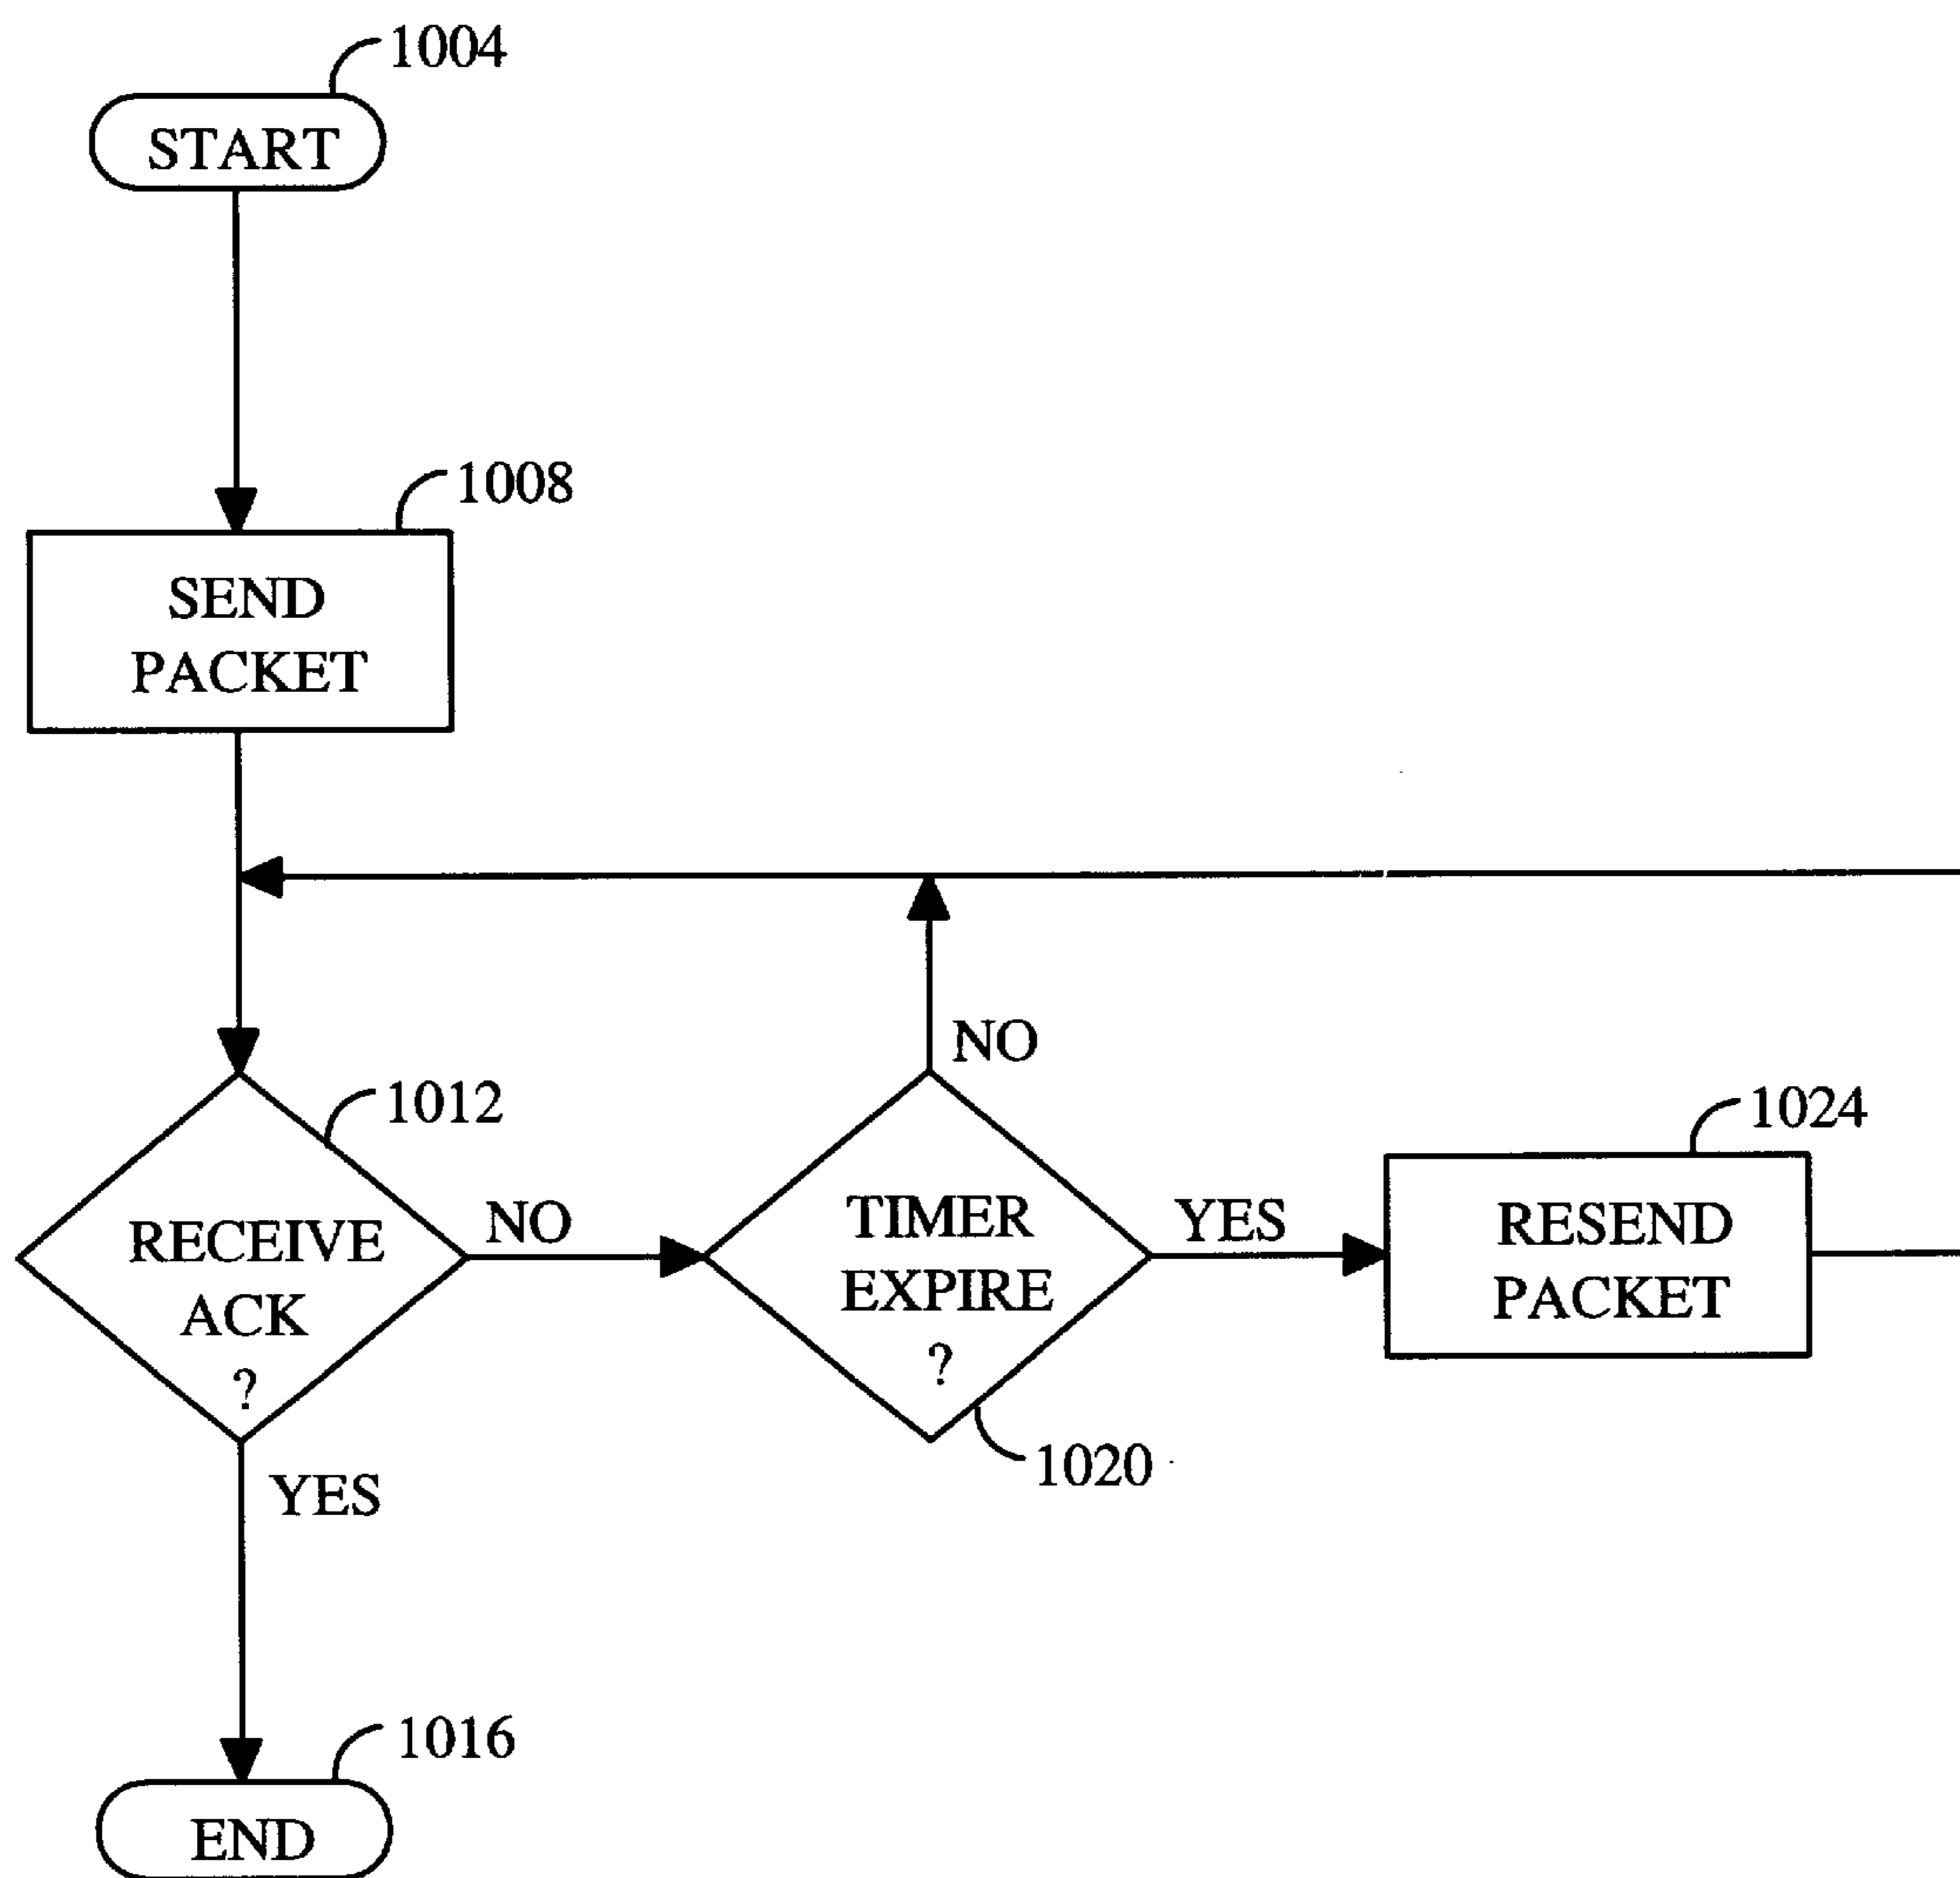 1004
START
1008
SEND
PACKET
NO
1012
RECEIVE
ACK
?
NO
TIMER
EXPIRE
?
YES
1024
RESEND
PACKET
1020
YES
1016
END